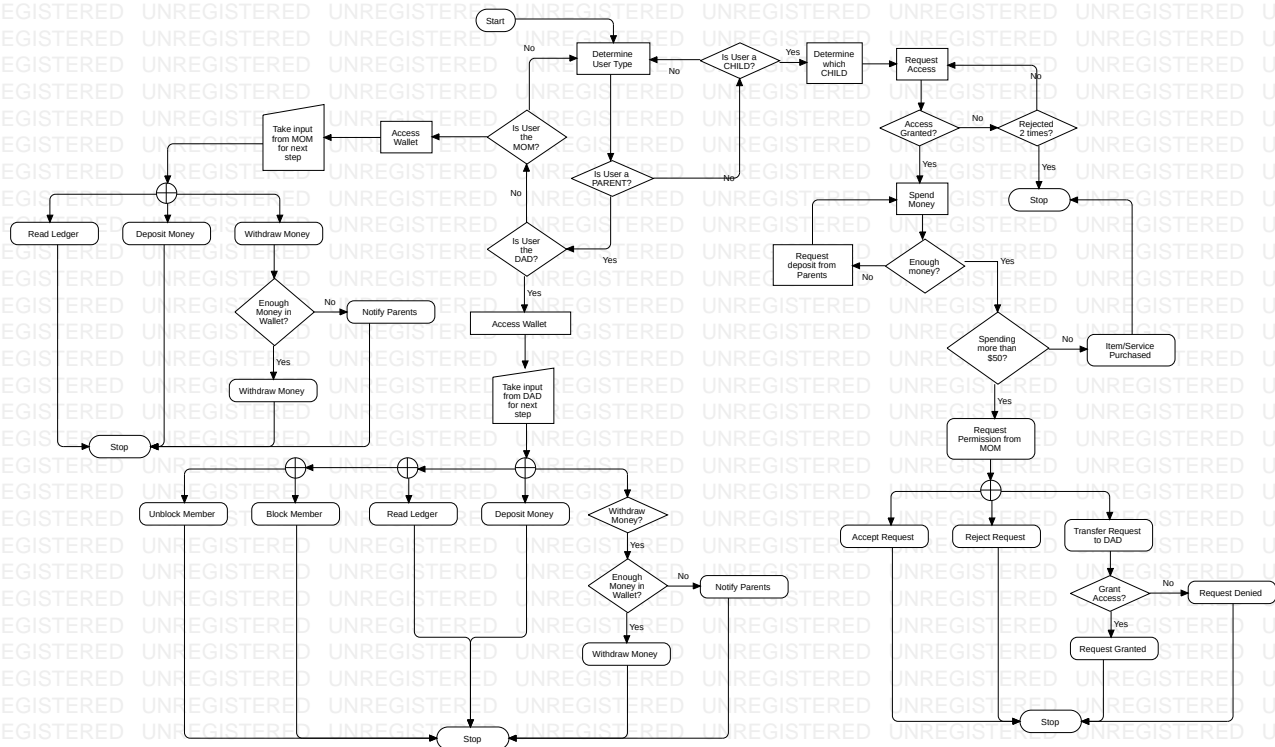 Start
Determine
User Type
No
No
Is User a
CHILD?
Yes
Determine
which
CHILD
Request
Access
No
Take input
from MOM
for next
step
Access
Wallet
Is User
the
MOM?
Access
Granted?
No
Rejected
2 times?
Yes
Yes
Is User a
PARENT?
No
No
Read Ledger
Deposit Money
Withdraw Money
Is User
the
DAD?
Yes
Spend
Money
Stop
Request
deposit from
Parents
No
Enough
money?
Yes
Enough
Money in
Wallet?
No
Notify Parents
Yes
Yes
Access Wallet
Spending
more than
$50?
No
Item/Service
Purchased
Withdraw Money
Take input
from DAD
for next
step
Yes
Stop
Request
Permission from
MOM
Unblock Member
Block Member
Read Ledger
Deposit Money
Withdraw
Money?
Yes
Accept Request
Reject Request
Transfer Request
to DAD
Enough
Money in
Wallet?
No
Notify Parents
Yes
Grant
Access?
No
Request Denied
Yes
Withdraw Money
Request Granted
Stop
Stop
UNREGISTERED